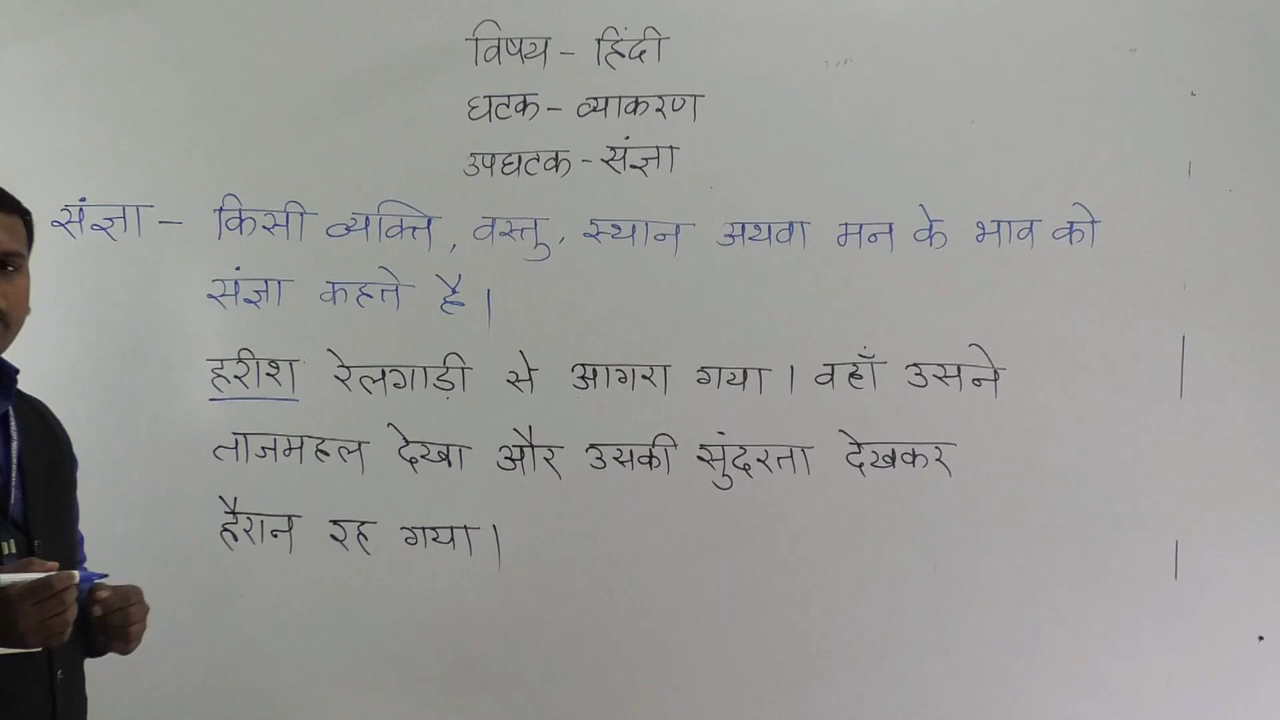 विषय - हिंदी
घटक - व्याकरण
उपघटक - संज्ञा
संज्ञा - किसी व्यक्ति, वस्तु, स्थान अथवा मन के भाव को
संज्ञा कहते है।
हरीश रेलगाड़ी से आगरा गया। वहाँ उसने
ताजमहल देखा और उसकी सुंदरता देखकर
हैरान रह गया।